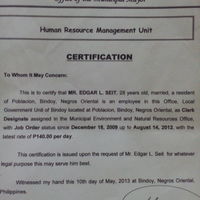 Office of the Municipal Mayor
Human Resource Management Unit
CERTIFICATION
To Whom It May Concern:
This is to certify that MR. EDGAR L. SEIT, 28 years old, married, a resident
of Poblacion, Bindoy, Negros Oriental is an employee in this Office, Local
Government Unit of Bindoy located at Poblacion, Bindoy, Negros Oriental, as Clerk
Designate assigned in the Municipal Environment and Natural Resources Office,
with Job Order status since December 16, 2009 up to August 14, 2012, with the
latest rate of P140.00 per day.
This certification is issued upon the request of Mr. Edgar L. Seit for whatever
legal purpose this may serve him best.
Witnessed my hand this 10th day of May, 2013 at Bindoy, Negros Oriental,
Philippines.